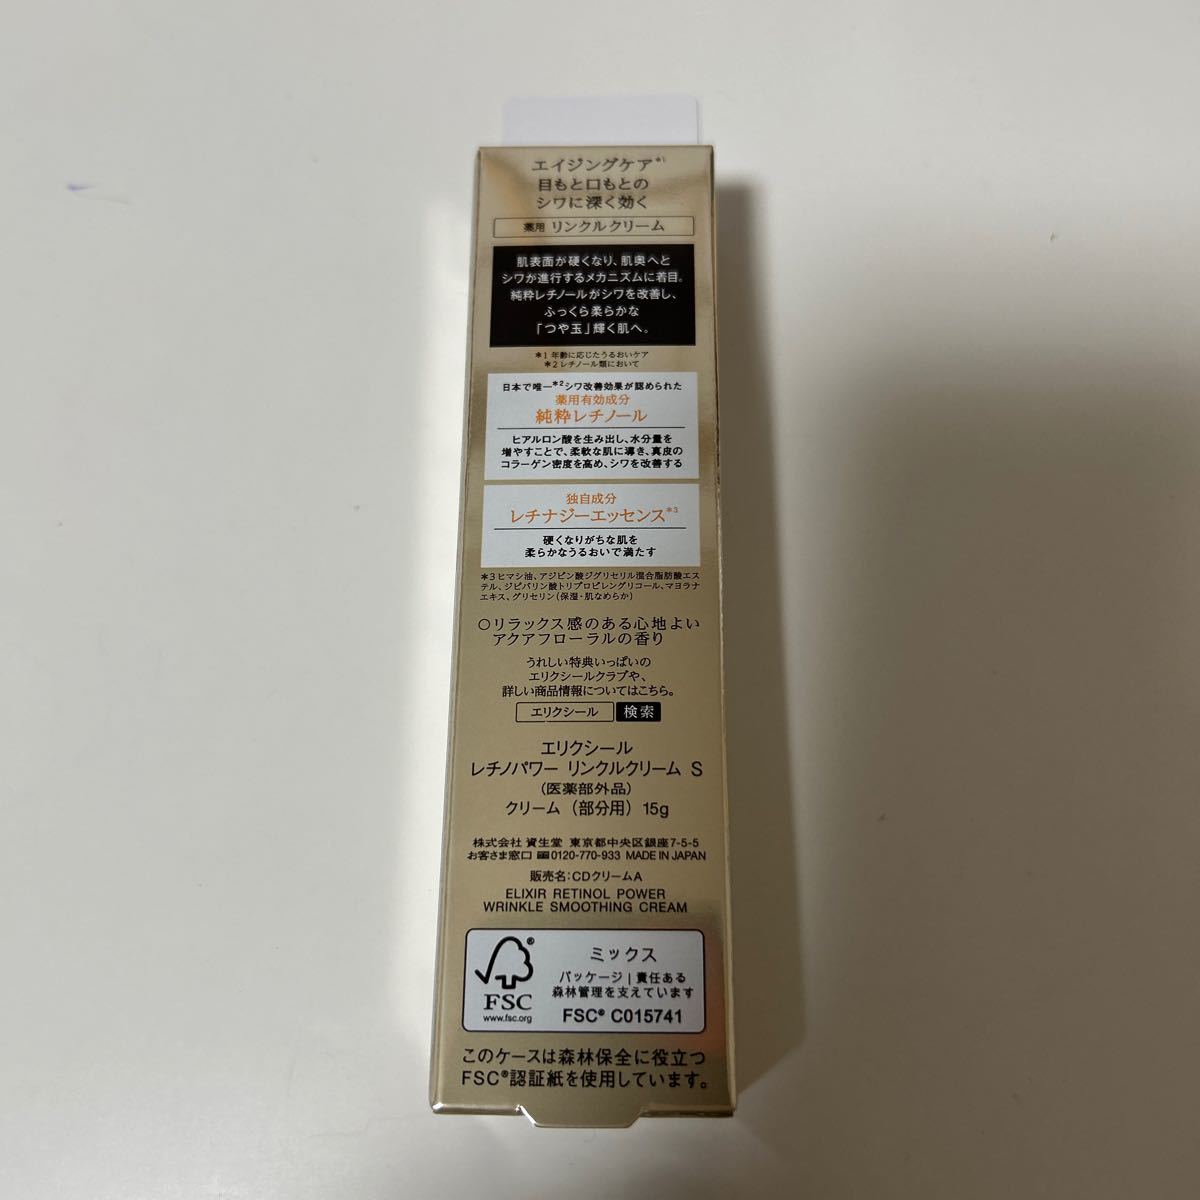 エイジングケア*1
目もと口もとの
シワに深く効く
薬用 リンクルクリーム
肌表面が硬くなり、肌奥へと
シワが進行するメカニズムに着目。
純粋レチノールがシワを改善し、
ふっくら柔らかな
「つや玉」輝く肌へ。
*1 年齢に応じたうるおいケア
*2 レチノール類において
日本で唯一*2シワ改善効果が認められた
薬用有効成分
純粋レチノール
ヒアルロン酸を生み出し、水分量を
増やすことで、柔軟な肌に導き、真皮の
コラーゲン密度を高め、シワを改善する
独自成分
レチナジーエッセンス*3
硬くなりがちな肌を
柔らかなうるおいで満たす
*3 ヒマシ油、アジピン酸ジグリセリル混合脂肪酸エス
テル、ジピバリン酸トリプロピレングリコール、マヨラナ
エキス、グリセリン(保湿・肌なめらか)
○リラックス感のある心地よい
アクアフローラルの香り
うれしい特典いっぱいの
エリクシールクラブや、
詳しい商品情報についてはこちら。
エリクシール 検索
エリクシール
レチノパワー リンクルクリーム S
(医薬部外品)
クリーム(部分用) 15g
株式会社 資生堂 東京都中央区銀座7-5-5
お客さま窓口 0120-770-933 MADE IN JAPAN
販売名:CDクリームA
ELIXIR RETINOL POWER
WRINKLE SMOOTHING CREAM
FSC®
www.fsc.org
ミックス
パッケージ|責任ある
森林管理を支えています
FSC® C015741
このケースは森林保全に役立つ
FSC®認証紙を使用しています。